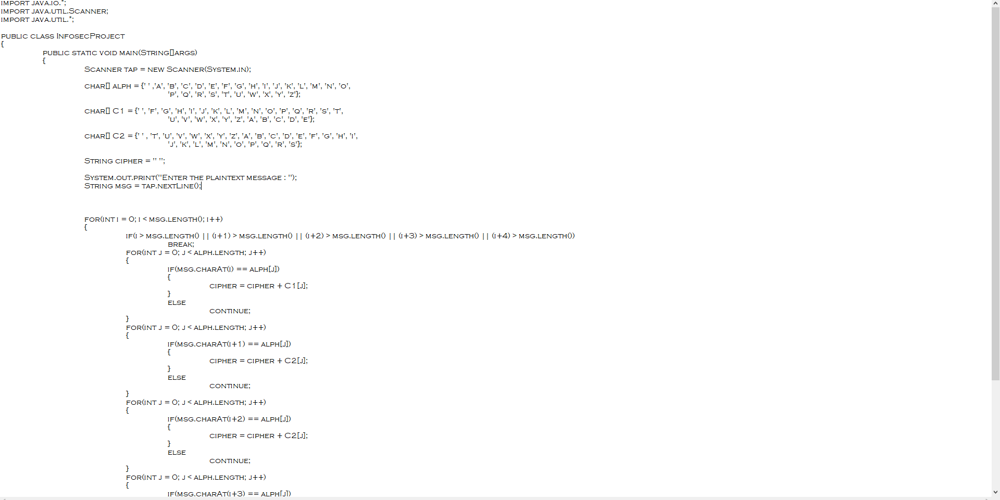 import java.io.*;
import java.util.Scanner;
import java.util.*;
public class InfosecProject
{
public static void main(String[]args)
{
Scanner tap = new Scanner(System.in);
char[] alph = {' ' ,'a', 'b', 'c', 'd', 'e', 'f', 'g', 'h', 'i', 'j', 'k', 'l', 'm', 'n', 'o',
'p', 'q', 'r', 's', 't', 'u', 'w', 'x', 'y', 'z'};
char[] C1 = {' ', 'f', 'g', 'h', 'i', 'j', 'k', 'l', 'm', 'n', 'o', 'p', 'q', 'r', 's', 't',
'u', 'v', 'w', 'x', 'y', 'z', 'a', 'b', 'c', 'd', 'e'};
char[] C2 = {' ' , 't', 'u', 'v', 'w', 'x', 'y', 'z', 'a', 'b', 'c', 'd', 'e', 'f', 'g', 'h', 'i',
'j', 'k', 'l', 'm', 'n', 'o', 'p', 'q', 'r', 's'};
String cipher = " ";
System.out.print("Enter the plaintext message : ");
String msg = tap.nextLine();
for(int i = 0; i < msg.length(); i++)
{
if(i > msg.length() || (i+1) > msg.length() || (i+2) > msg.length() || (i+3) > msg.length() || (i+4) > msg.length())
break;
for(int j = 0; j < alph.length; j++)
{
if(msg.charAt(i) == alph[j])
{
cipher = cipher + C1[j];
}
else
continue;
}
for(int j = 0; j < alph.length; j++)
{
if(msg.charAt(i+1) == alph[j])
{
cipher = cipher + C2[j];
}
else
continue;
}
for(int j = 0; j < alph.length; j++)
{
if(msg.charAt(i+2) == alph[j])
{
cipher = cipher + C2[j];
}
else
continue;
}
for(int j = 0; j < alph.length; j++)
{
if(msg.charAt(i+3) == alph[j])